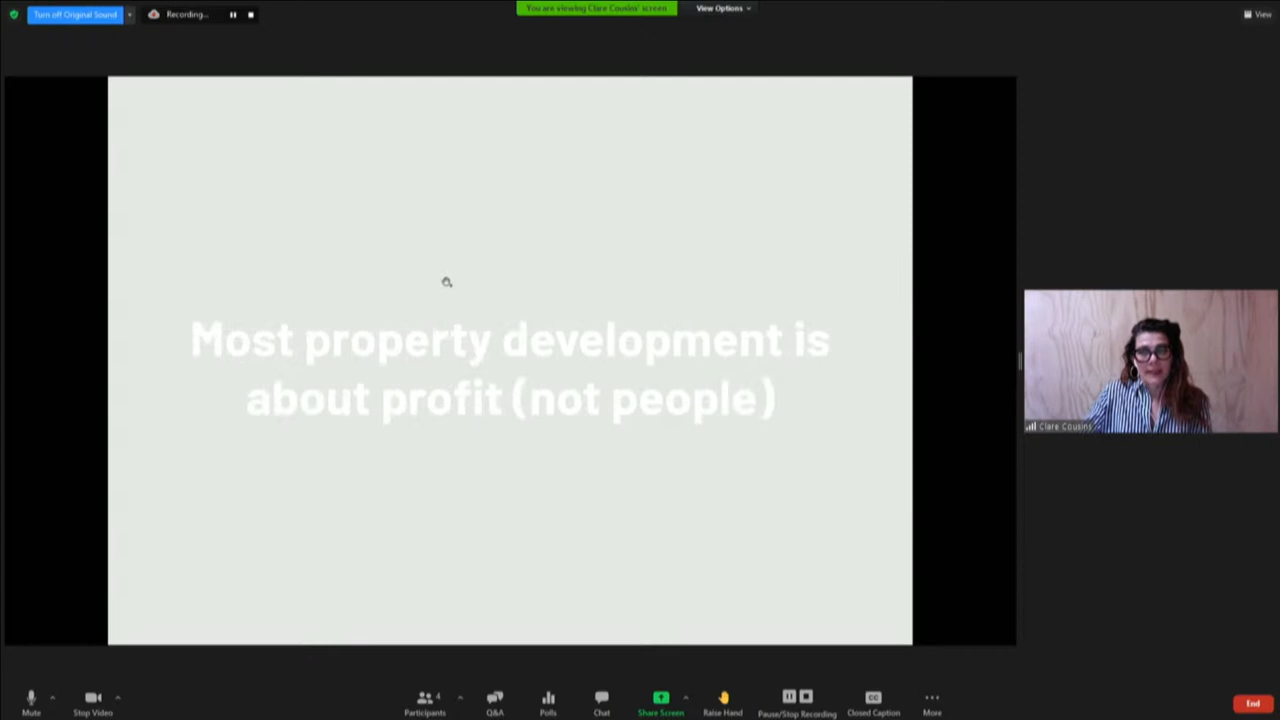 Turn off Original Sound
Recording...
You are viewing Clare Cousins' screen
View Options
View
Most property development is
about profit (not people)
Clare Cousins
Mute
Stop Video
Participants
4
Q&A
Polls
Chat
Share Screen
Raise Hand
Pause/Stop Recording
CC
Closed Caption
More
End